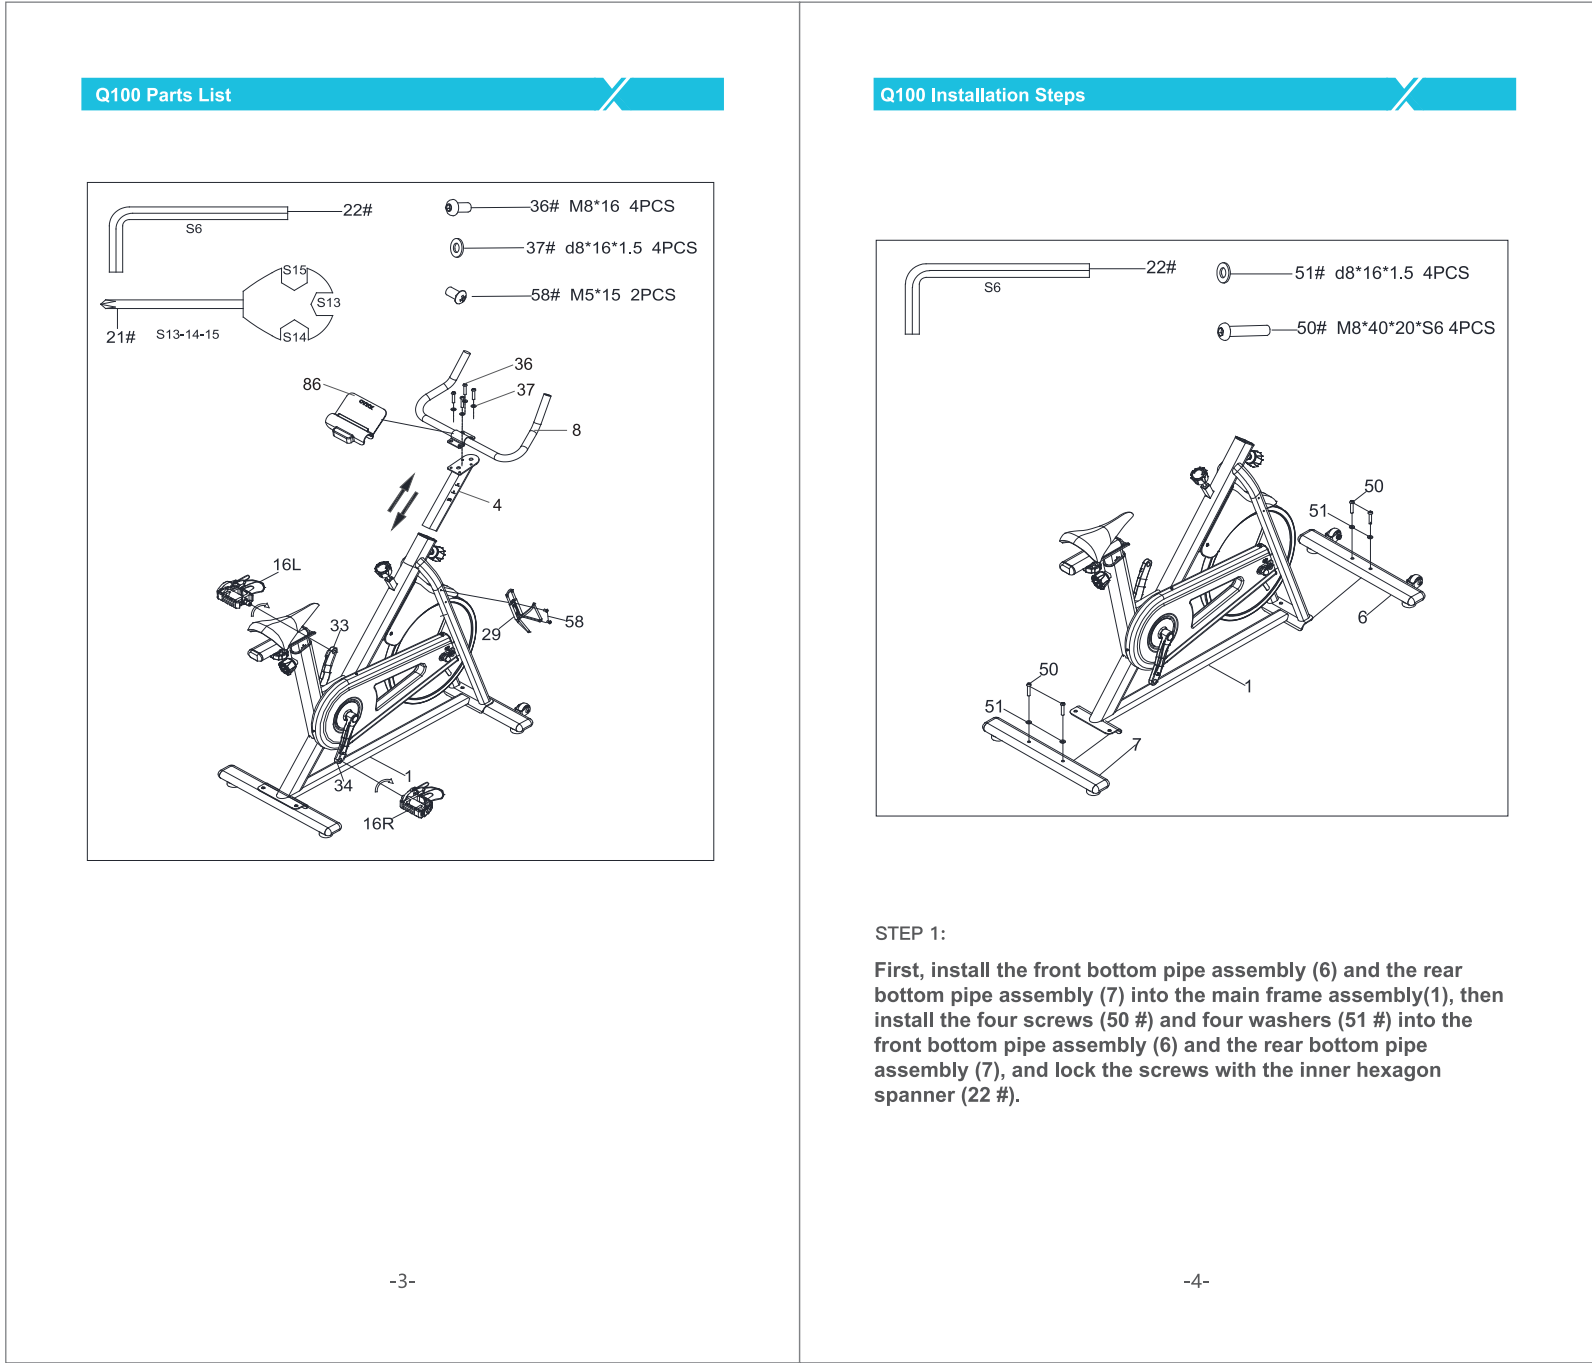 Q100 Parts List
22#
S6
36# M8*16 4PCS
37# d8*16*1.5 4PCS
58# M5*15 2PCS
S15
S13
S14
21#
S13-14-15
36
86
37
8
4
16L
33
29
58
1
34
16R
-3-
Q100 Installation Steps
22#
S6
51# d8*16*1.5 4PCS
50# M8*40*20*S6 4PCS
50
51
6
50
1
51
7
STEP 1:
First, install the front bottom pipe assembly (6) and the rear
bottom pipe assembly (7) into the main frame assembly(1), then
install the four screws (50 #) and four washers (51 #) into the
front bottom pipe assembly (6) and the rear bottom pipe
assembly (7), and lock the screws with the inner hexagon
spanner (22 #).
-4-